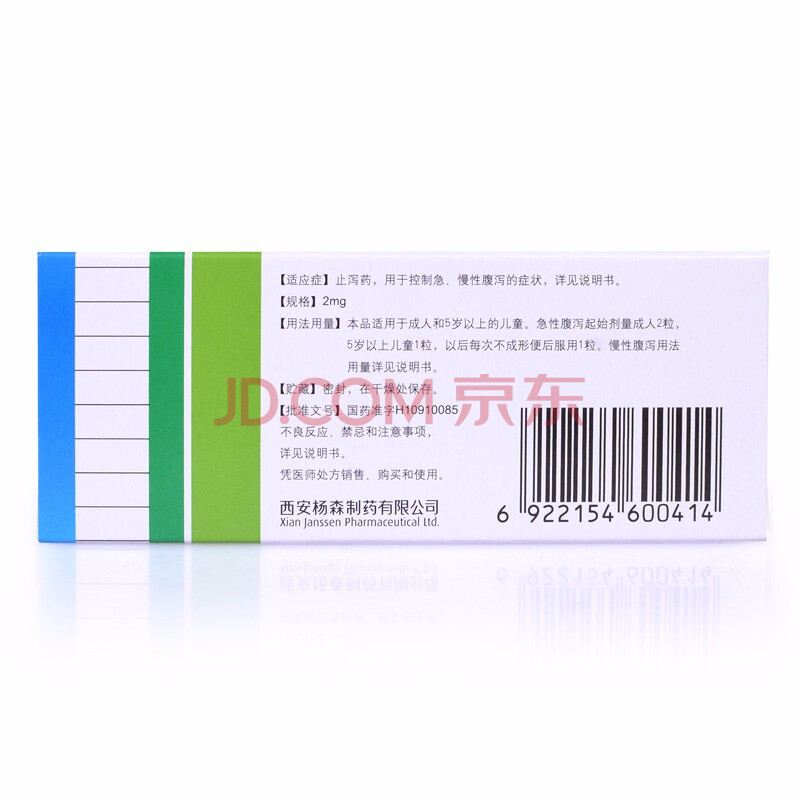 【适应症】止泻药，用于控制急、慢性腹泻的症状，详见说明书。
【规格】2mg
【用法用量】本品适用于成人和5岁以上的儿童。急性腹泻起始剂量成人2粒，
5岁以上儿童1粒，以后每次不成形便后服用1粒。慢性腹泻用法
用量详见说明书。
【贮藏】密封，在干燥处保存。
JD.COM 京东
【批准文号】国药准字H10910085
不良反应、禁忌和注意事项，
详见说明书。
凭医师处方销售、购买和使用。
西安杨森制药有限公司
Xian Janssen Pharmaceutical Ltd.
6 922154 600414